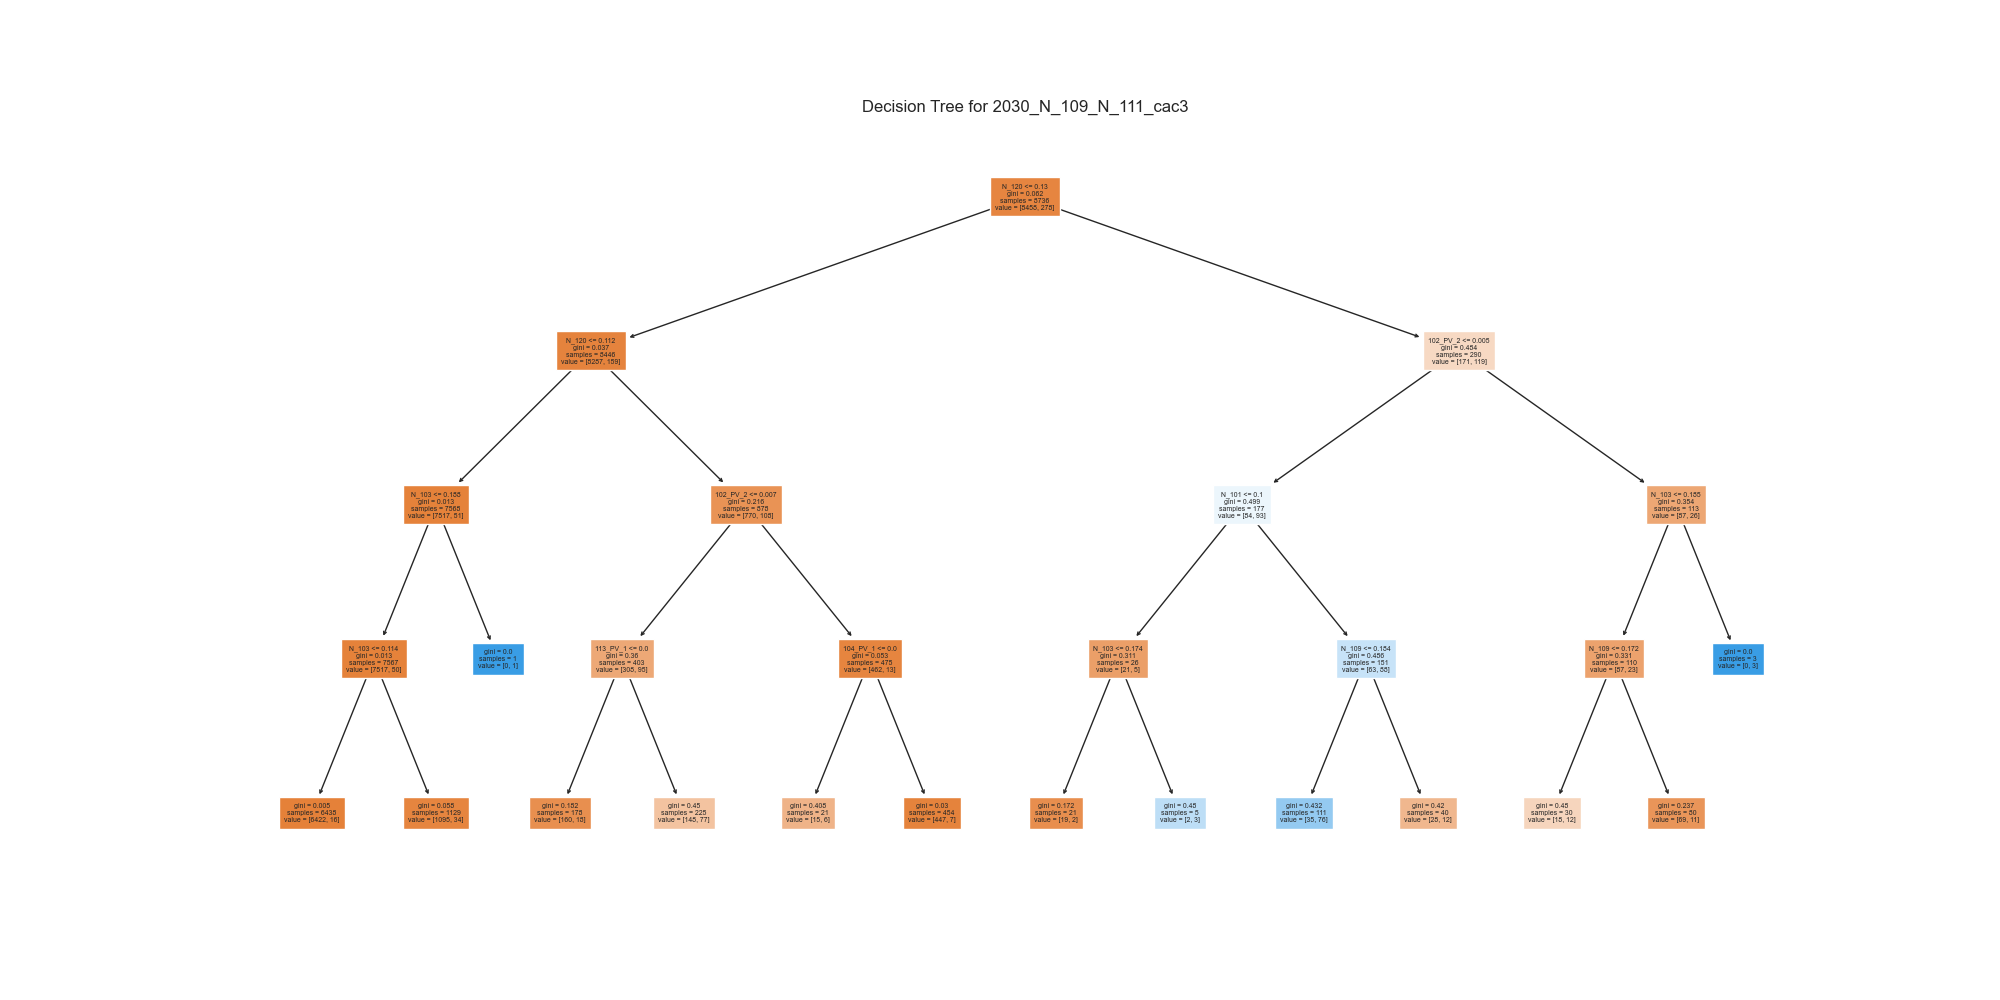 Decision Tree for 2030_N_109_N_111_cac3
N_120 <= 0.13
gini = 0.062
samples = 8736
value = [8458, 278]
N_120 <= 0.112
gini = 0.037
samples = 8446
value = [8287, 159]
102_PV_2 <= 0.005
gini = 0.484
samples = 290
value = [171, 119]
N_103 <= 0.188
gini = 0.013
samples = 7568
value = [7517, 51]
102_PV_2 <= 0.007
gini = 0.216
samples = 878
value = [770, 108]
N_101 <= 0.1
gini = 0.499
samples = 177
value = [84, 93]
N_103 <= 0.188
gini = 0.354
samples = 113
value = [87, 26]
N_103 <= 0.114
gini = 0.013
samples = 7567
value = [7517, 50]
gini = 0.0
samples = 1
value = [0, 1]
113_PV_1 <= 0.0
gini = 0.36
samples = 403
value = [308, 95]
104_PV_1 <= 0.0
gini = 0.053
samples = 475
value = [462, 13]
N_103 <= 0.174
gini = 0.311
samples = 26
value = [21, 5]
N_109 <= 0.184
gini = 0.486
samples = 151
value = [63, 88]
N_109 <= 0.172
gini = 0.331
samples = 110
value = [87, 23]
gini = 0.0
samples = 3
value = [0, 3]
gini = 0.005
samples = 6438
value = [6422, 16]
gini = 0.058
samples = 1129
value = [1095, 34]
gini = 0.182
samples = 178
value = [160, 18]
gini = 0.45
samples = 225
value = [148, 77]
gini = 0.408
samples = 21
value = [15, 6]
gini = 0.03
samples = 454
value = [447, 7]
gini = 0.172
samples = 21
value = [19, 2]
gini = 0.48
samples = 5
value = [2, 3]
gini = 0.432
samples = 111
value = [35, 76]
gini = 0.42
samples = 40
value = [28, 12]
gini = 0.48
samples = 30
value = [18, 12]
gini = 0.237
samples = 80
value = [69, 11]